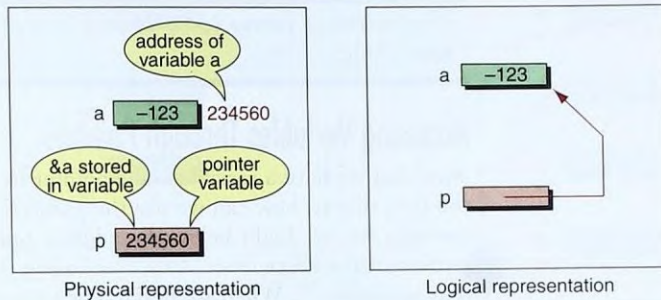 address of
variable a
a
–123
234560
&a stored
in variable
pointer
variable
p
234560
Physical representation
a
–123
p
Logical representation